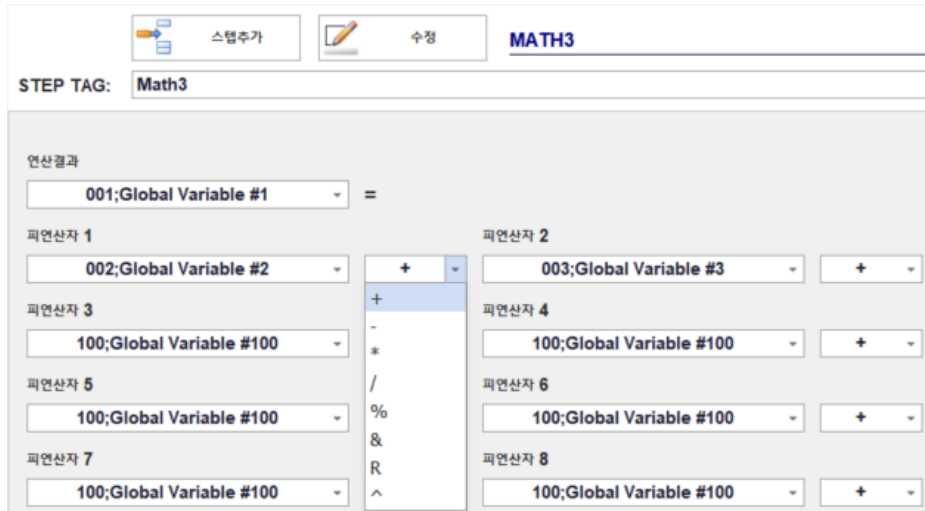 스텝추가 수정 MATH3
STEP TAG: Math3
연산결과
001;Global Variable #1 =
피연산자 1 피연산자 2
002;Global Variable #2 + 003;Global Variable #3 +
+
피연산자 3 피연산자 4
-
100;Global Variable #100 * 100;Global Variable #100 +
/
피연산자 5 피연산자 6
100;Global Variable #100 % 100;Global Variable #100 +
&
피연산자 7 피연산자 8
R
100;Global Variable #100 ^ 100;Global Variable #100 +